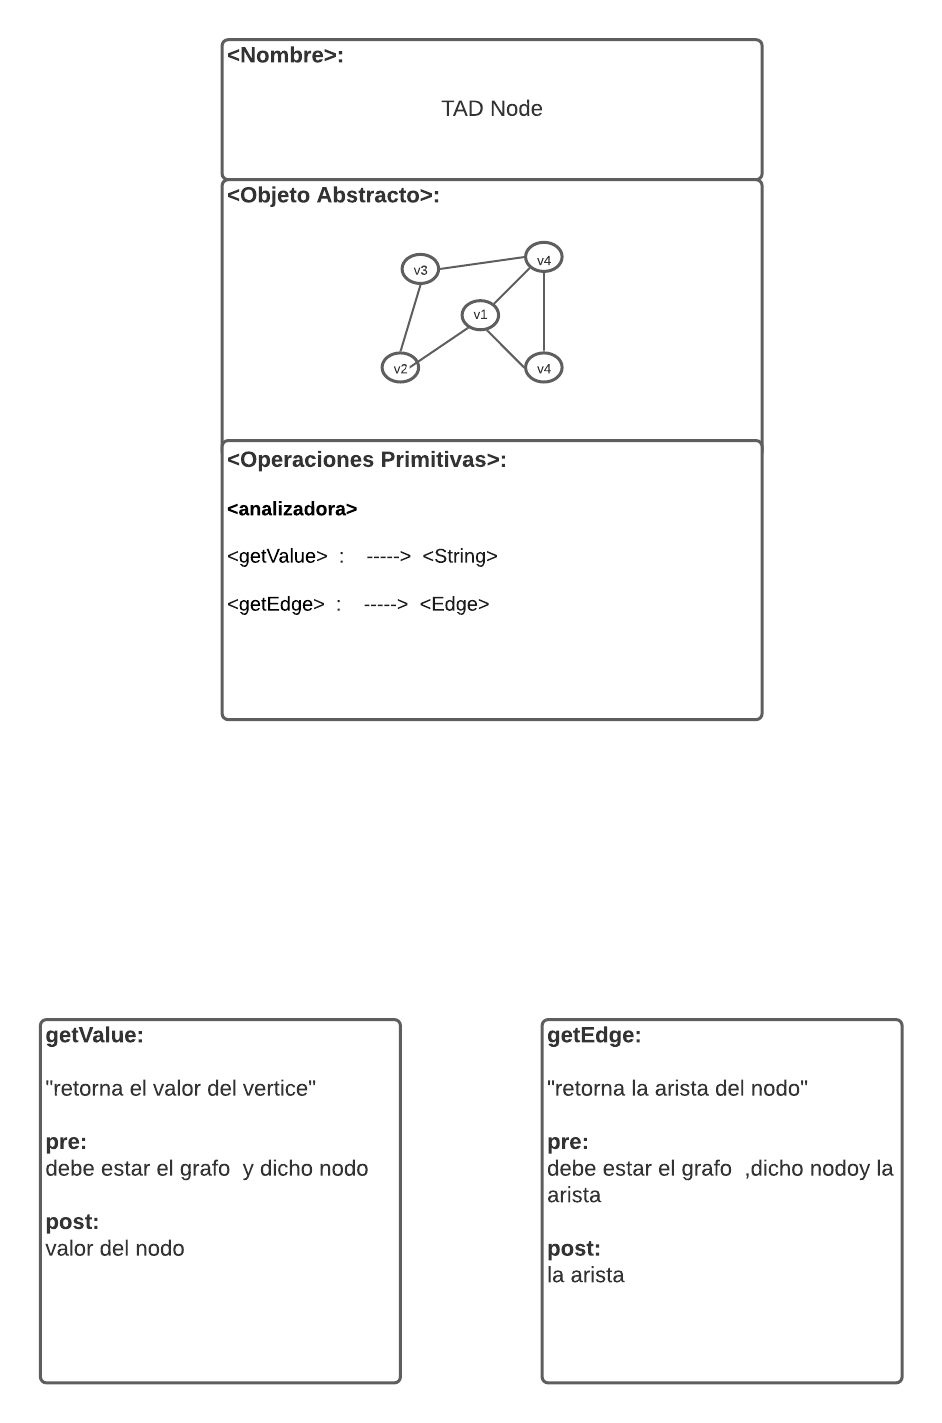 <Nombre>:
TAD Node
<Objeto Abstracto>:
v3
v4
v1
v2
v4
<Operaciones Primitivas>:
<analizadora>
<getValue>  :    ----->  <String>
<getEdge>  :    ----->  <Edge>
getValue:
"retorna el valor del vertice"
pre:
debe estar el grafo  y dicho nodo
post:
valor del nodo
getEdge:
"retorna la arista del nodo"
pre:
debe estar el grafo  ,dicho nodoy la
arista
post:
la arista